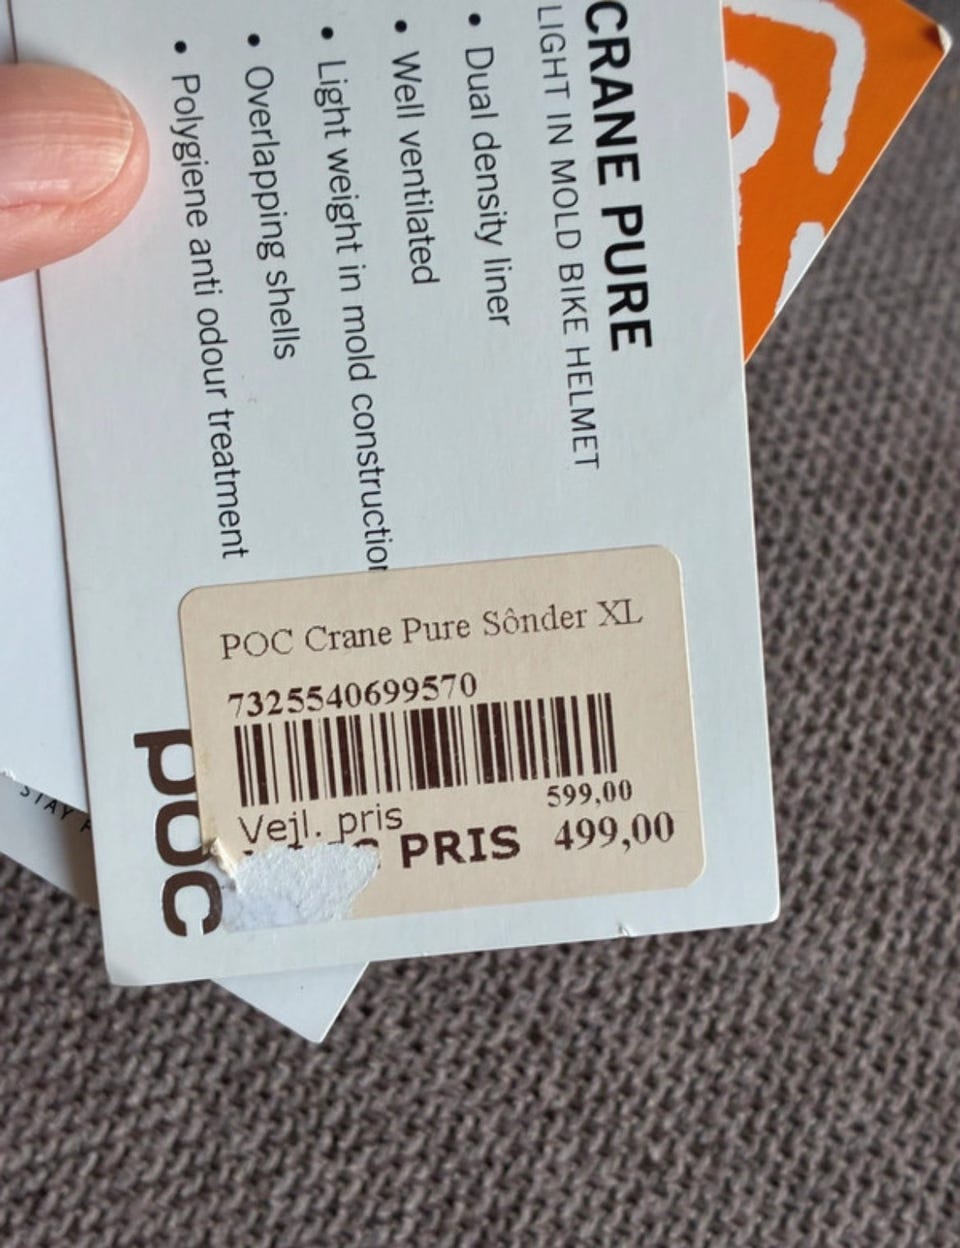 CRANE PURE
LIGHT IN MOLD BIKE HELMET
• Dual density liner
• Well ventilated
• Light weight in mold construction
• Overlapping shells
• Polygiene anti odour treatment
poc
POC Crane Pure Sônder XL
7325540699570
Vejl. pris 599,00
PRIS 499,00
STAY